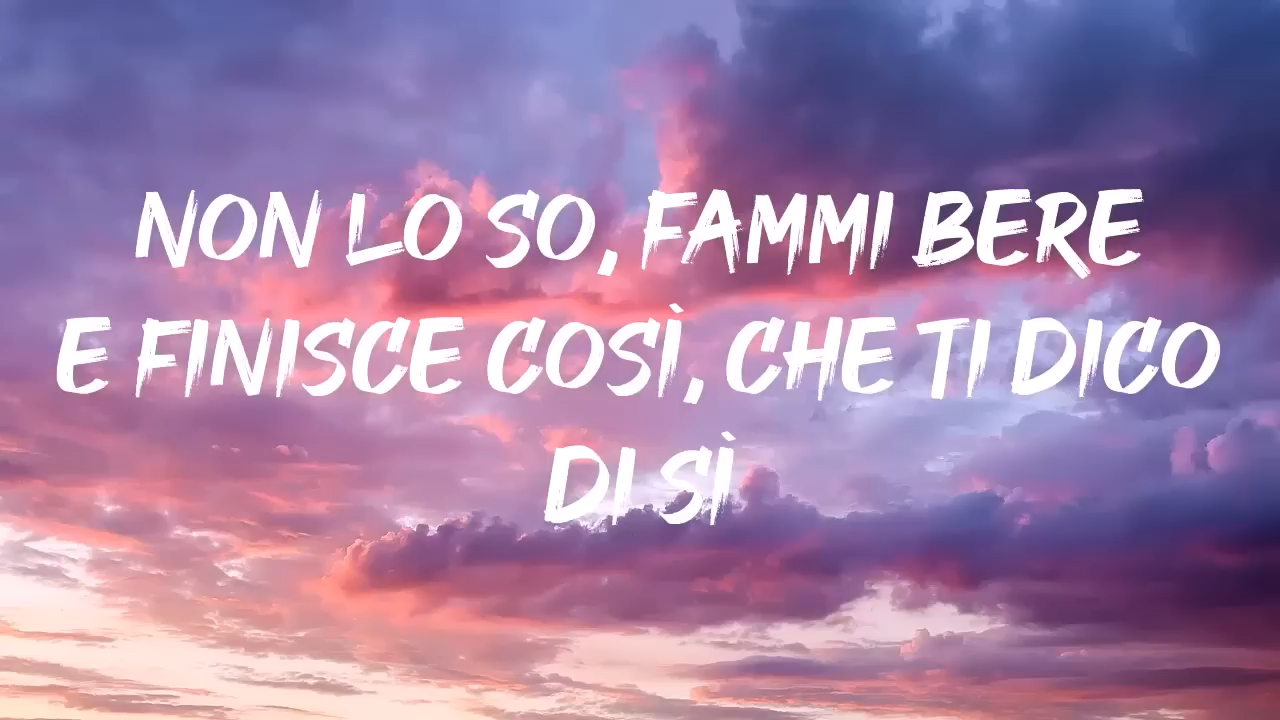 NON LO SO, FAMMI BERE
E FINISCE COSÌ, CHE TI DICO
DI SÌ